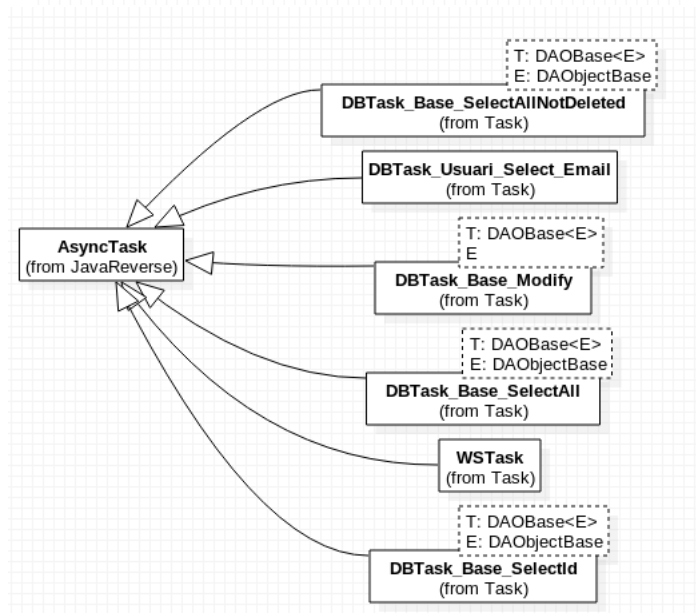 T: DAOBase<E>
E: DAObjectBase
DBTask_Base_SelectAllNotDeleted
(from Task)
DBTask_Usuari_Select_Email
(from Task)
AsyncTask
(from JavaReverse)
T: DAOBase<E>
E
DBTask_Base_Modify
(from Task)
T: DAOBase<E>
E: DAObjectBase
DBTask_Base_SelectAll
(from Task)
WSTask
(from Task)
T: DAOBase<E>
E: DAObjectBase
DBTask_Base_SelectId
(from Task)